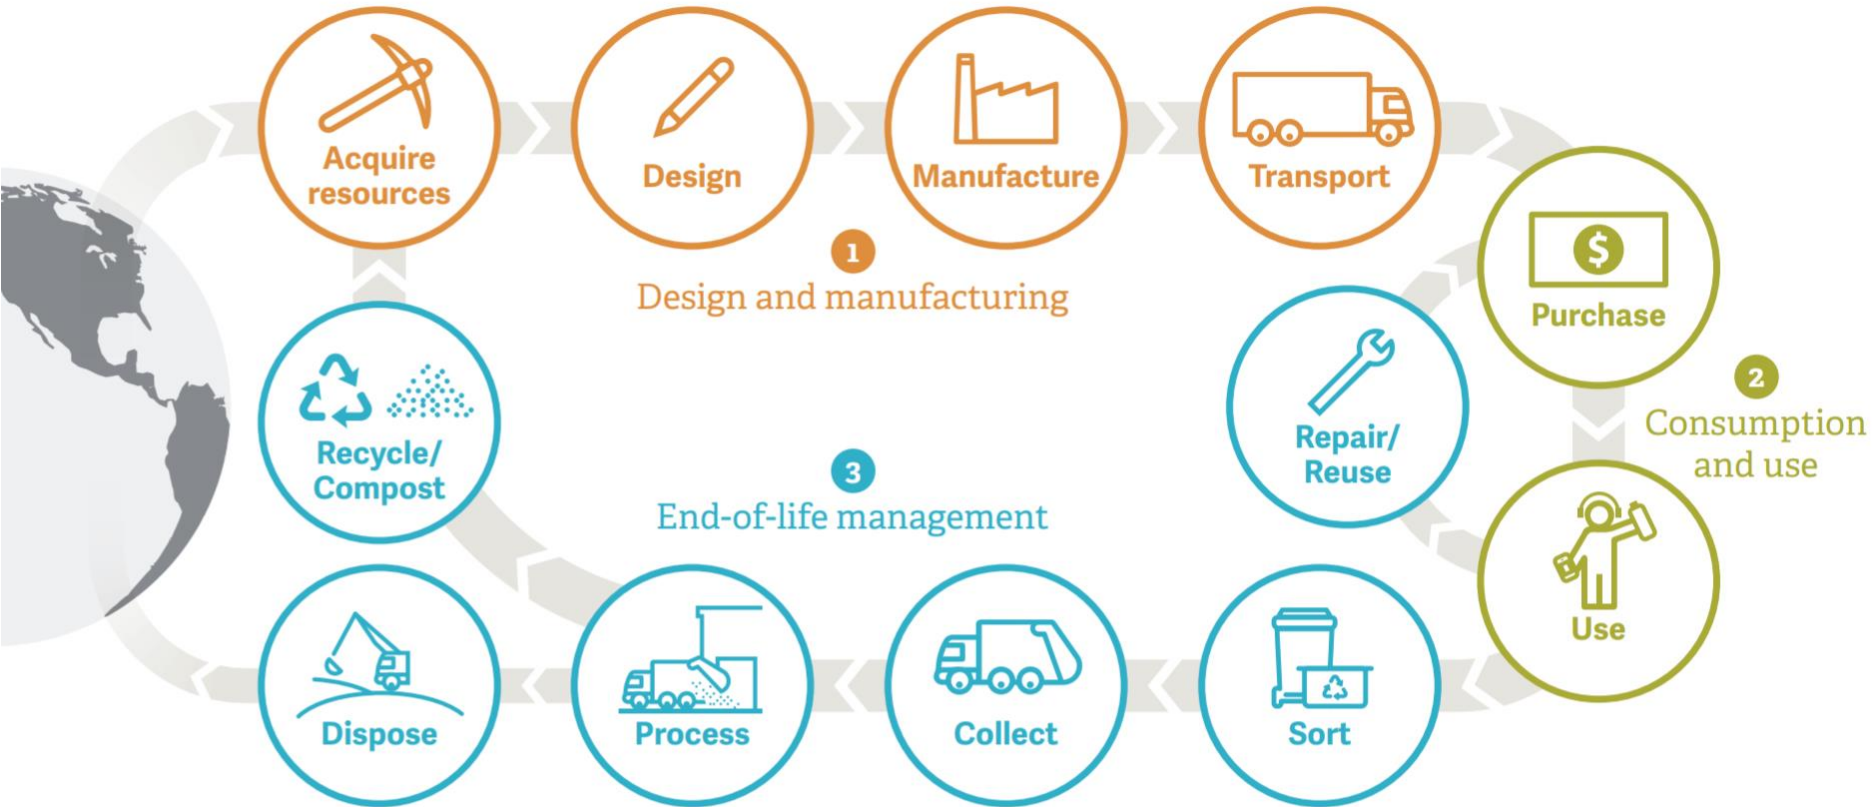 Acquire
resources
Design
Manufacture
Transport
1
Design and manufacturing
$
Purchase
2
Consumption
and use
Use
Repair/
Reuse
3
End-of-life management
Recycle/
Compost
Dispose
Process
Collect
Sort